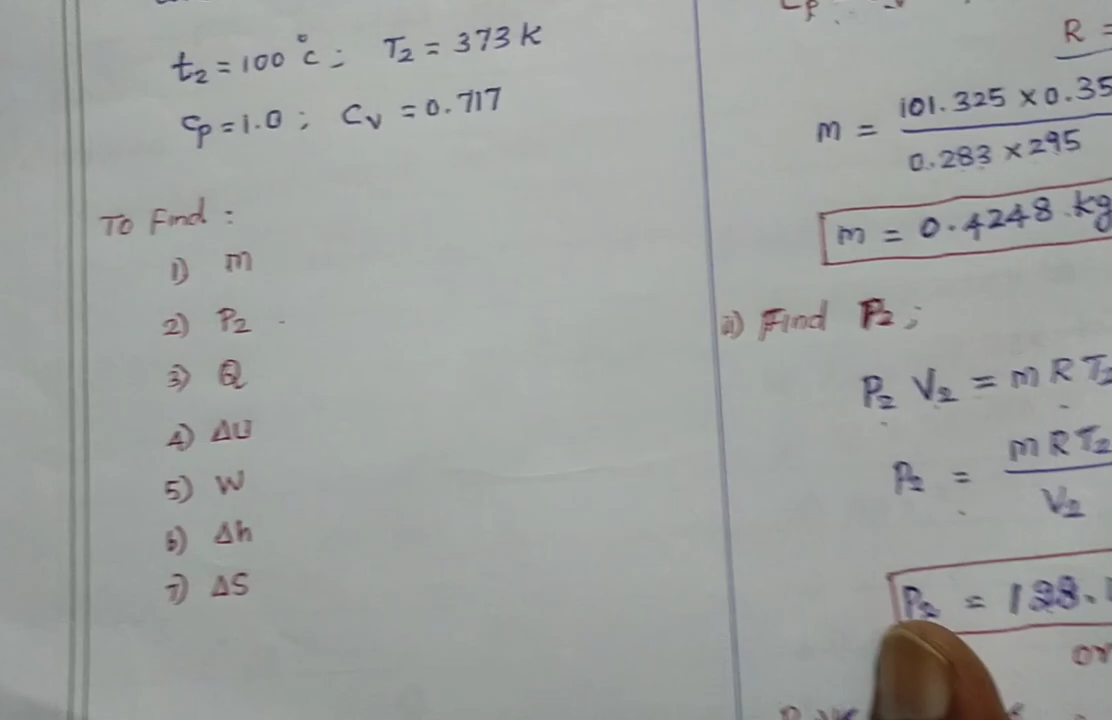 t₂ = 100°c ; T₂ = 373 k
Cp = 1.0 ; Cv = 0.717
To Find :
1) m
2) P₂
3) Q
4) ΔU
5) W
6) Δh
7) ΔS
R =
m = 101.325 × 0.35 / 0.283 × 295
m = 0.4248 kg
ii) Find P₂ ;
P₂ V₂ = m R T₂
P₂ = m R T₂ / V₂
P₂ =
or